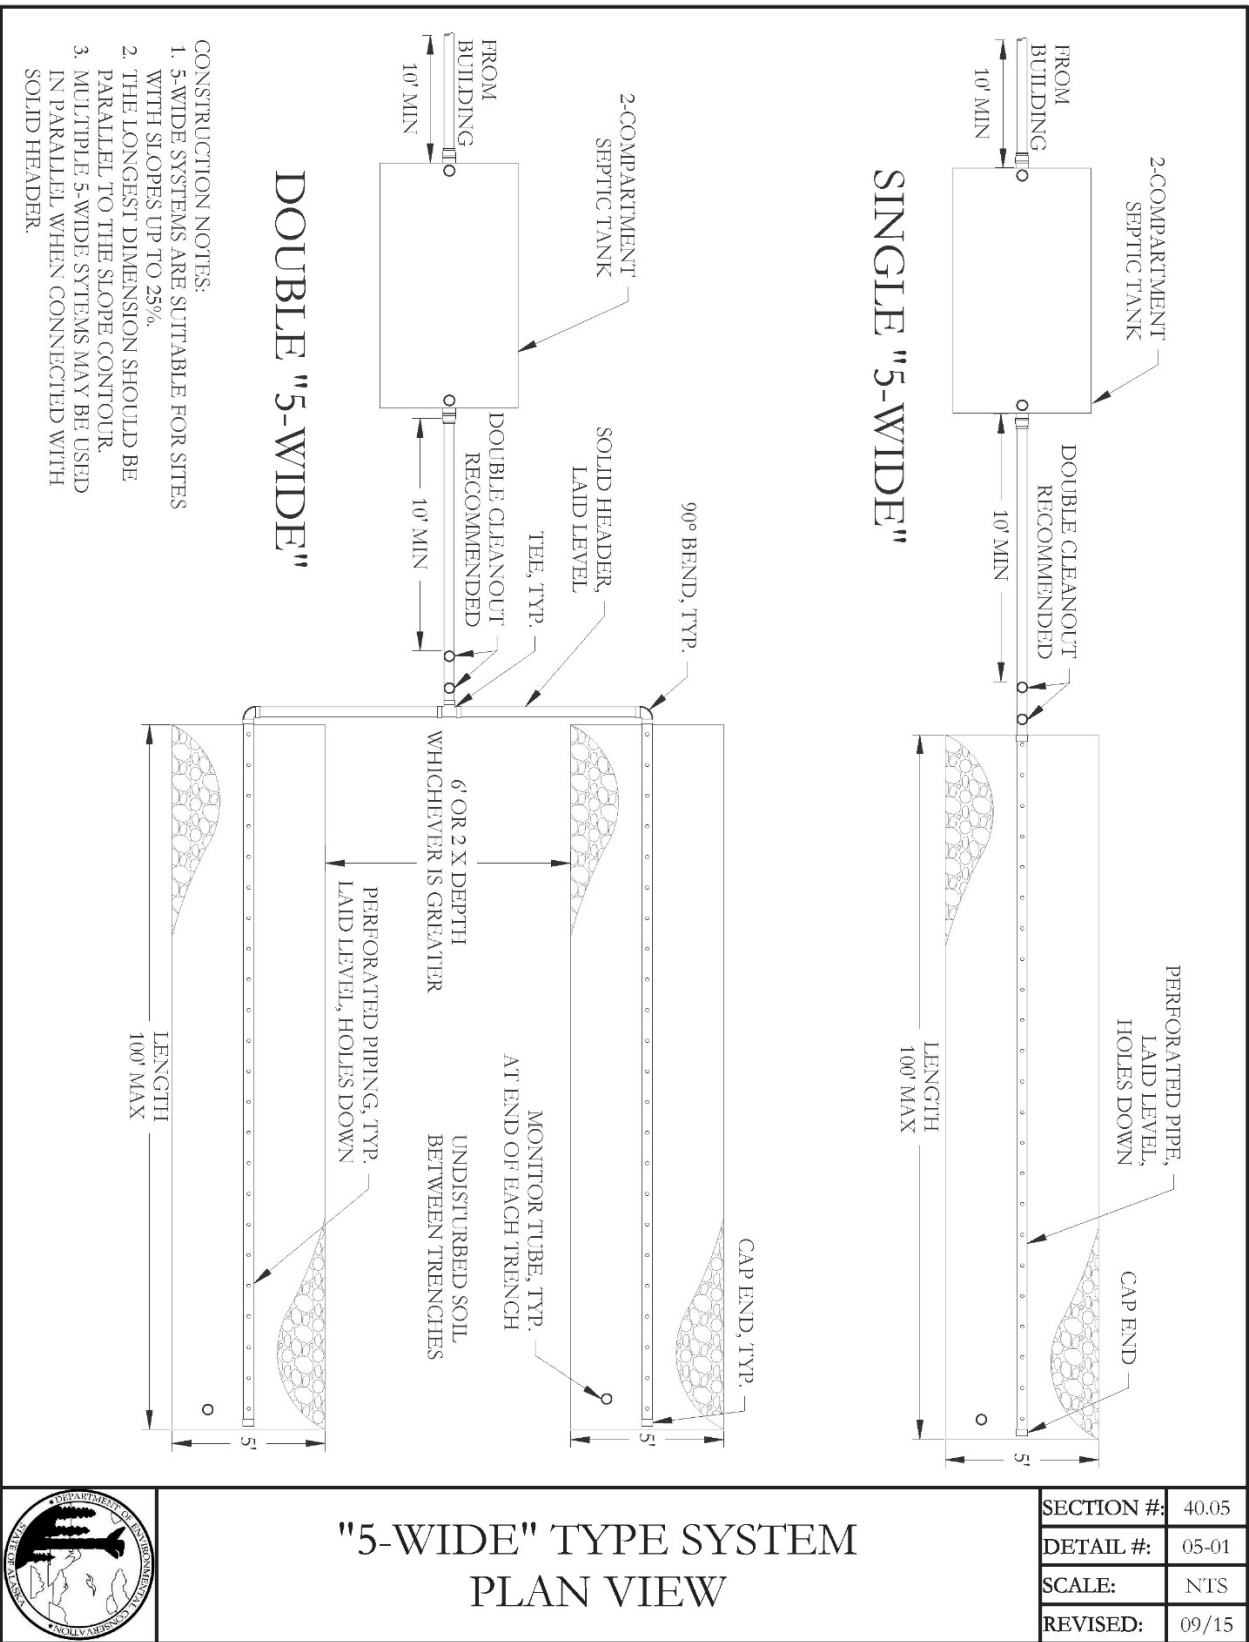 SINGLE "5-WIDE"
FROM
BUILDING
10' MIN
2-COMPARTMENT
SEPTIC TANK
DOUBLE CLEANOUT
RECOMMENDED
10' MIN
PERFORATED PIPE,
LAID LEVEL,
HOLES DOWN
CAP END
LENGTH
100' MAX
5'
DOUBLE "5-WIDE"
FROM
BUILDING
10' MIN
2-COMPARTMENT
SEPTIC TANK
90° BEND, TYP.
SOLID HEADER,
LAID LEVEL
TEE, TYP.
DOUBLE CLEANOUT
RECOMMENDED
10' MIN
CAP END, TYP.
5'
MONITOR TUBE, TYP.
AT END OF EACH TRENCH
6' OR 2 X DEPTH
WHICHEVER IS GREATER
UNDISTURBED SOIL
BETWEEN TRENCHES
PERFORATED PIPING, TYP.
LAID LEVEL, HOLES DOWN
LENGTH
100' MAX
5'
CONSTRUCTION NOTES:
1. 5-WIDE SYSTEMS ARE SUITABLE FOR SITES
WITH SLOPES UP TO 25%.
2. THE LONGEST DIMENSION SHOULD BE
PARALLEL TO THE SLOPE CONTOUR.
3. MULTIPLE 5-WIDE SYTEMS MAY BE USED
IN PARALLEL WHEN CONNECTED WITH
SOLID HEADER.
DEPARTMENT OF ENVIRONMENTAL CONSERVATION
STATE OF ALASKA
"5-WIDE" TYPE SYSTEM
PLAN VIEW
SECTION #: 40.05
DETAIL #: 05-01
SCALE: NTS
REVISED: 09/15